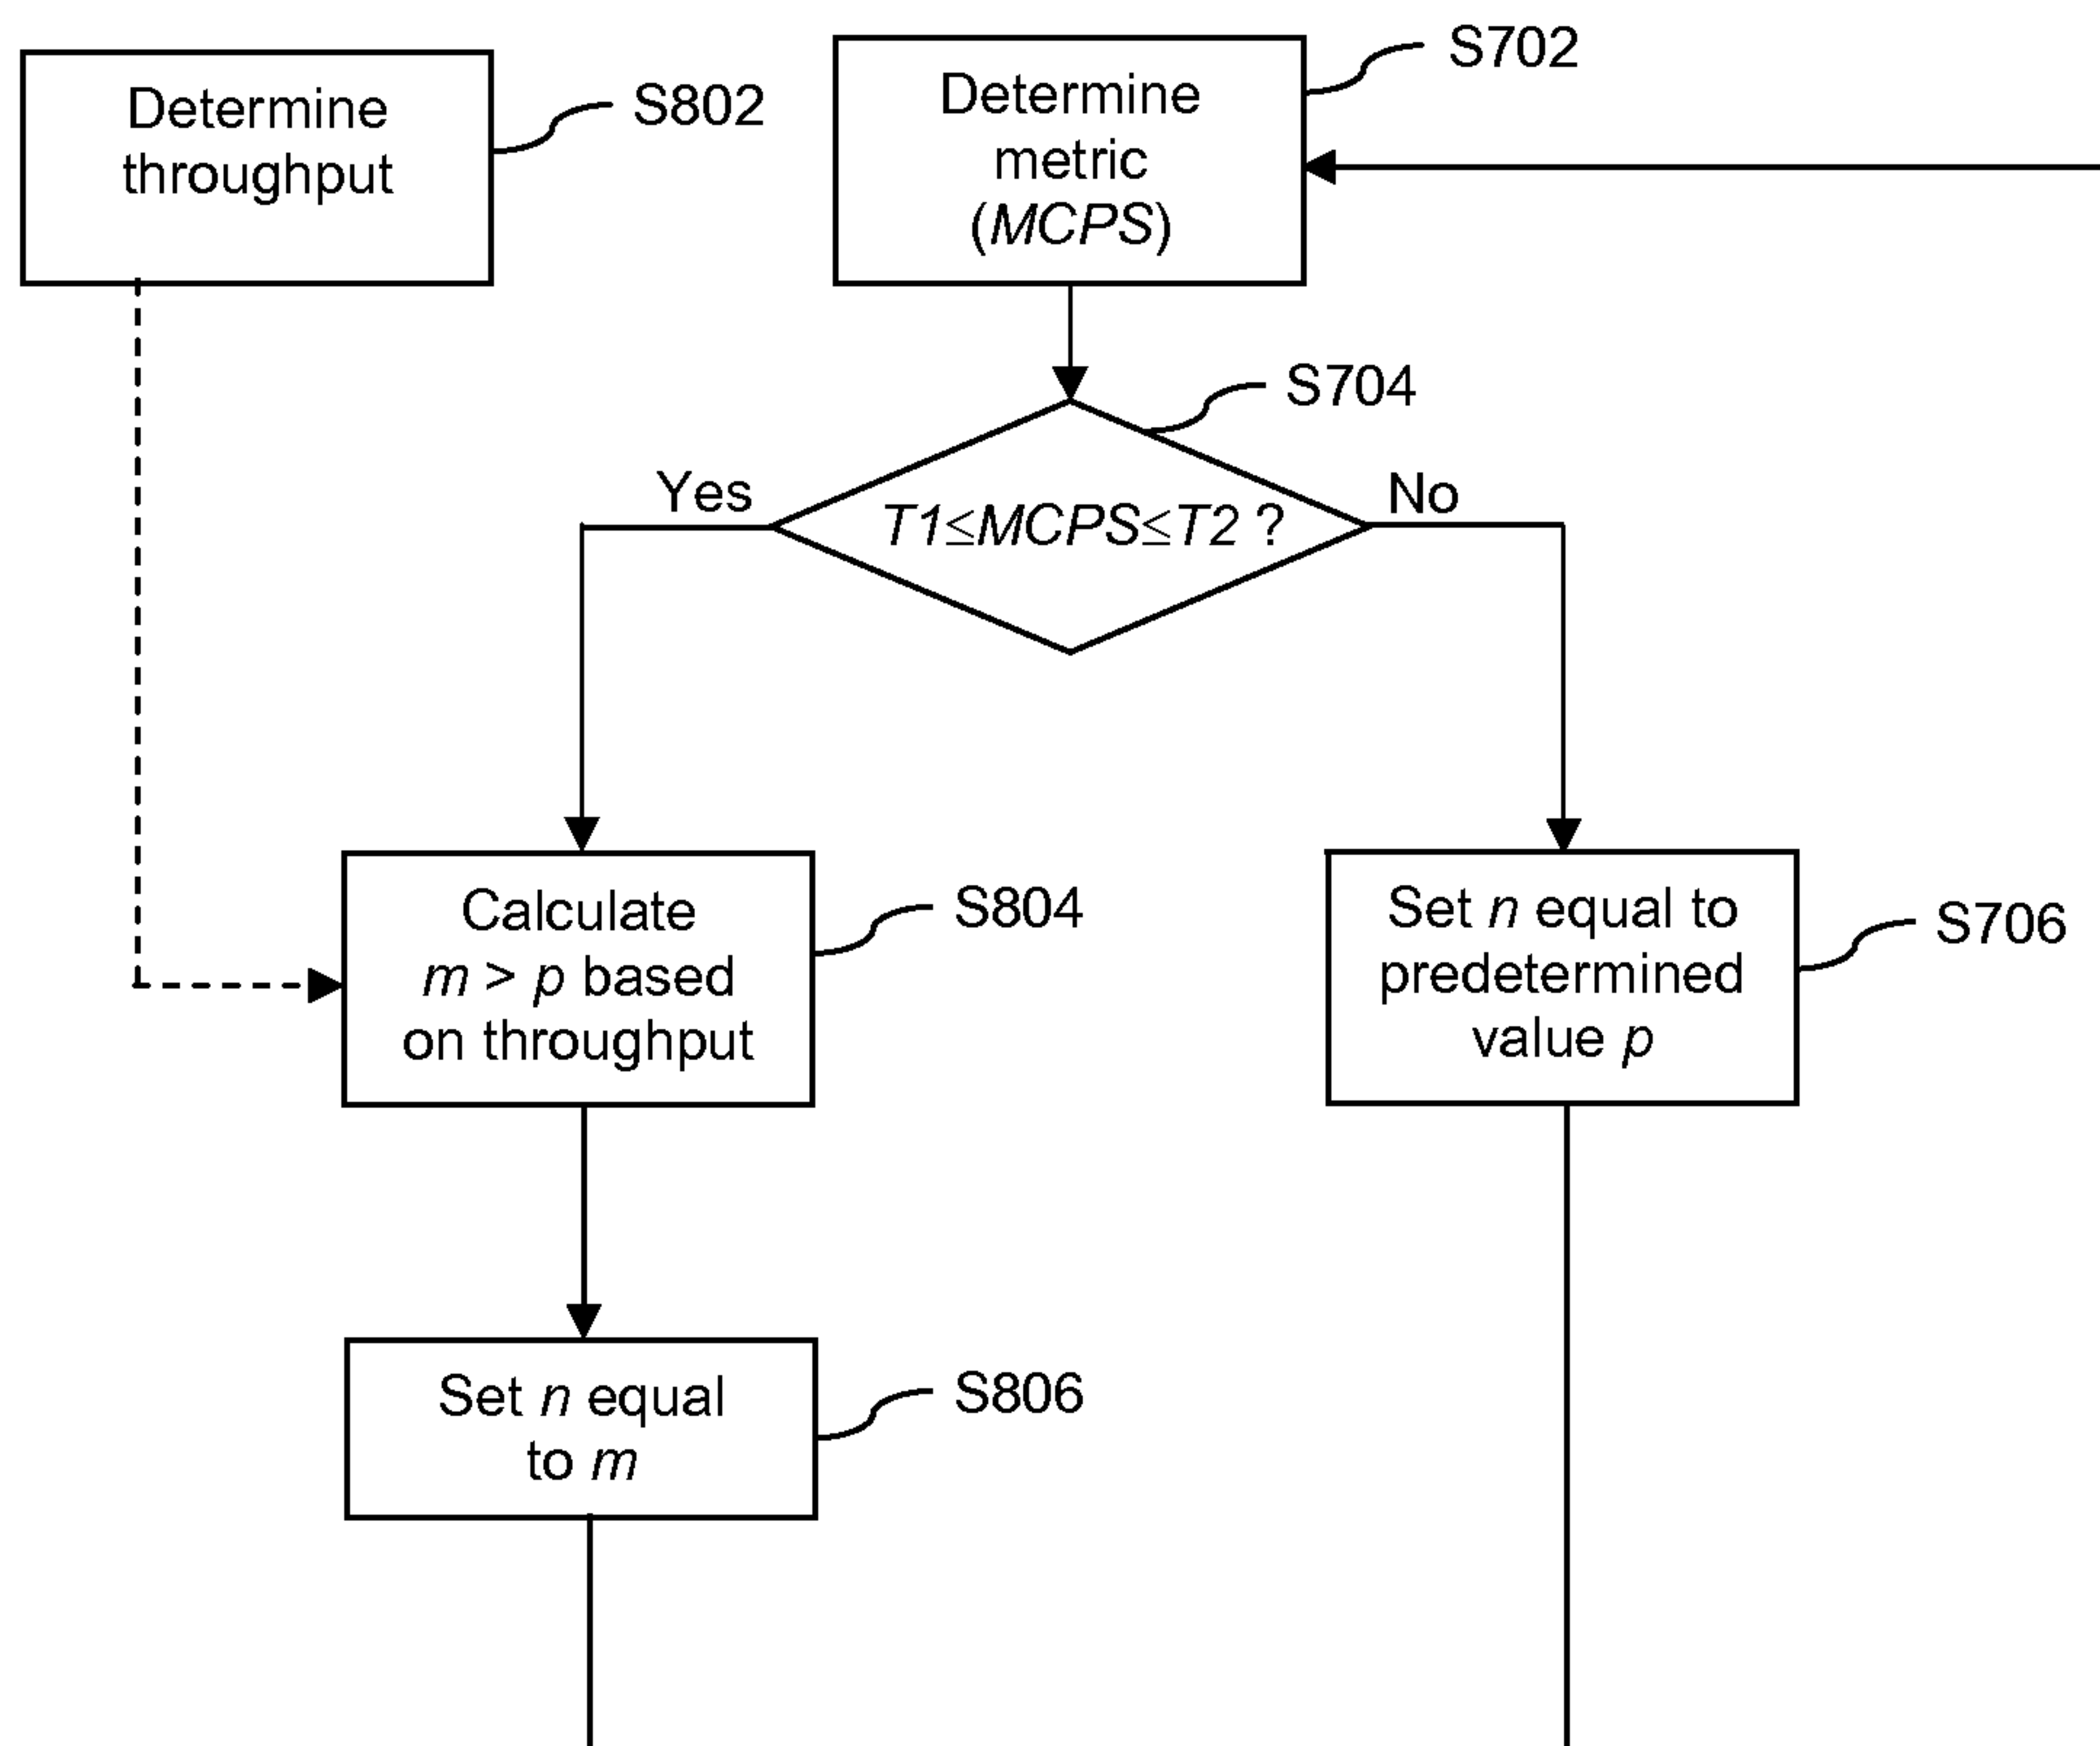 Determine
throughput
S802
Determine
metric
(MCPS)
S702
S704
Yes
T1≤MCPS≤T2 ?
No
Calculate
m > p based
on throughput
S804
Set n equal to
predetermined
value p
S706
Set n equal
to m
S806